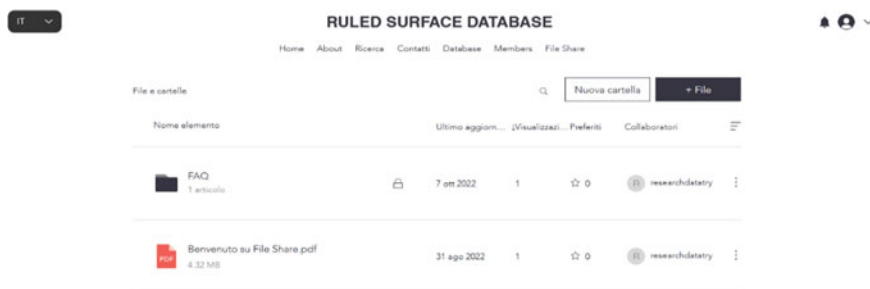 IT
RULED SURFACE DATABASE
Home About Ricerca Contatti Database Members File Share
File e cartelle
Nuova cartella
+ File
Nome elemento Ultimo aggiorn... ↓Visualizzazi... Preferiti Collaboratori
FAQ
1 articolo
7 ott 2022 1 0 R researchdatatry
Benvenuto su File Share.pdf
PDF
4.32 MB
31 ago 2022 1 0 R researchdatatry